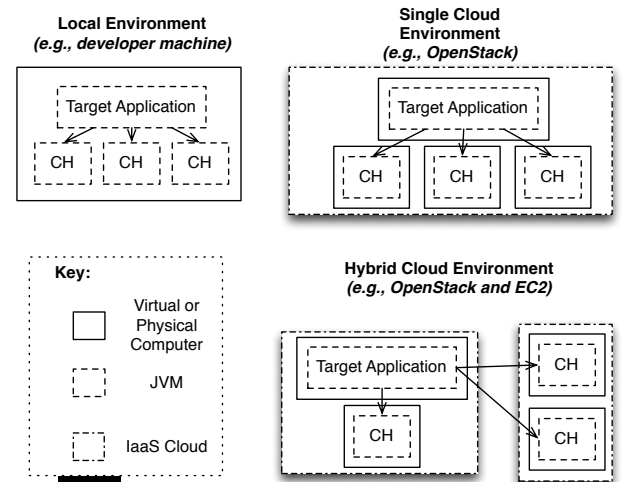 Local Environment
(e.g., developer machine)
Target Application
CH CH CH
Single Cloud
Environment
(e.g., OpenStack)
Target Application
CH CH CH
Key:
Virtual or
Physical
Computer
JVM
IaaS Cloud
Hybrid Cloud Environment
(e.g., OpenStack and EC2)
Target Application
CH
CH
CH